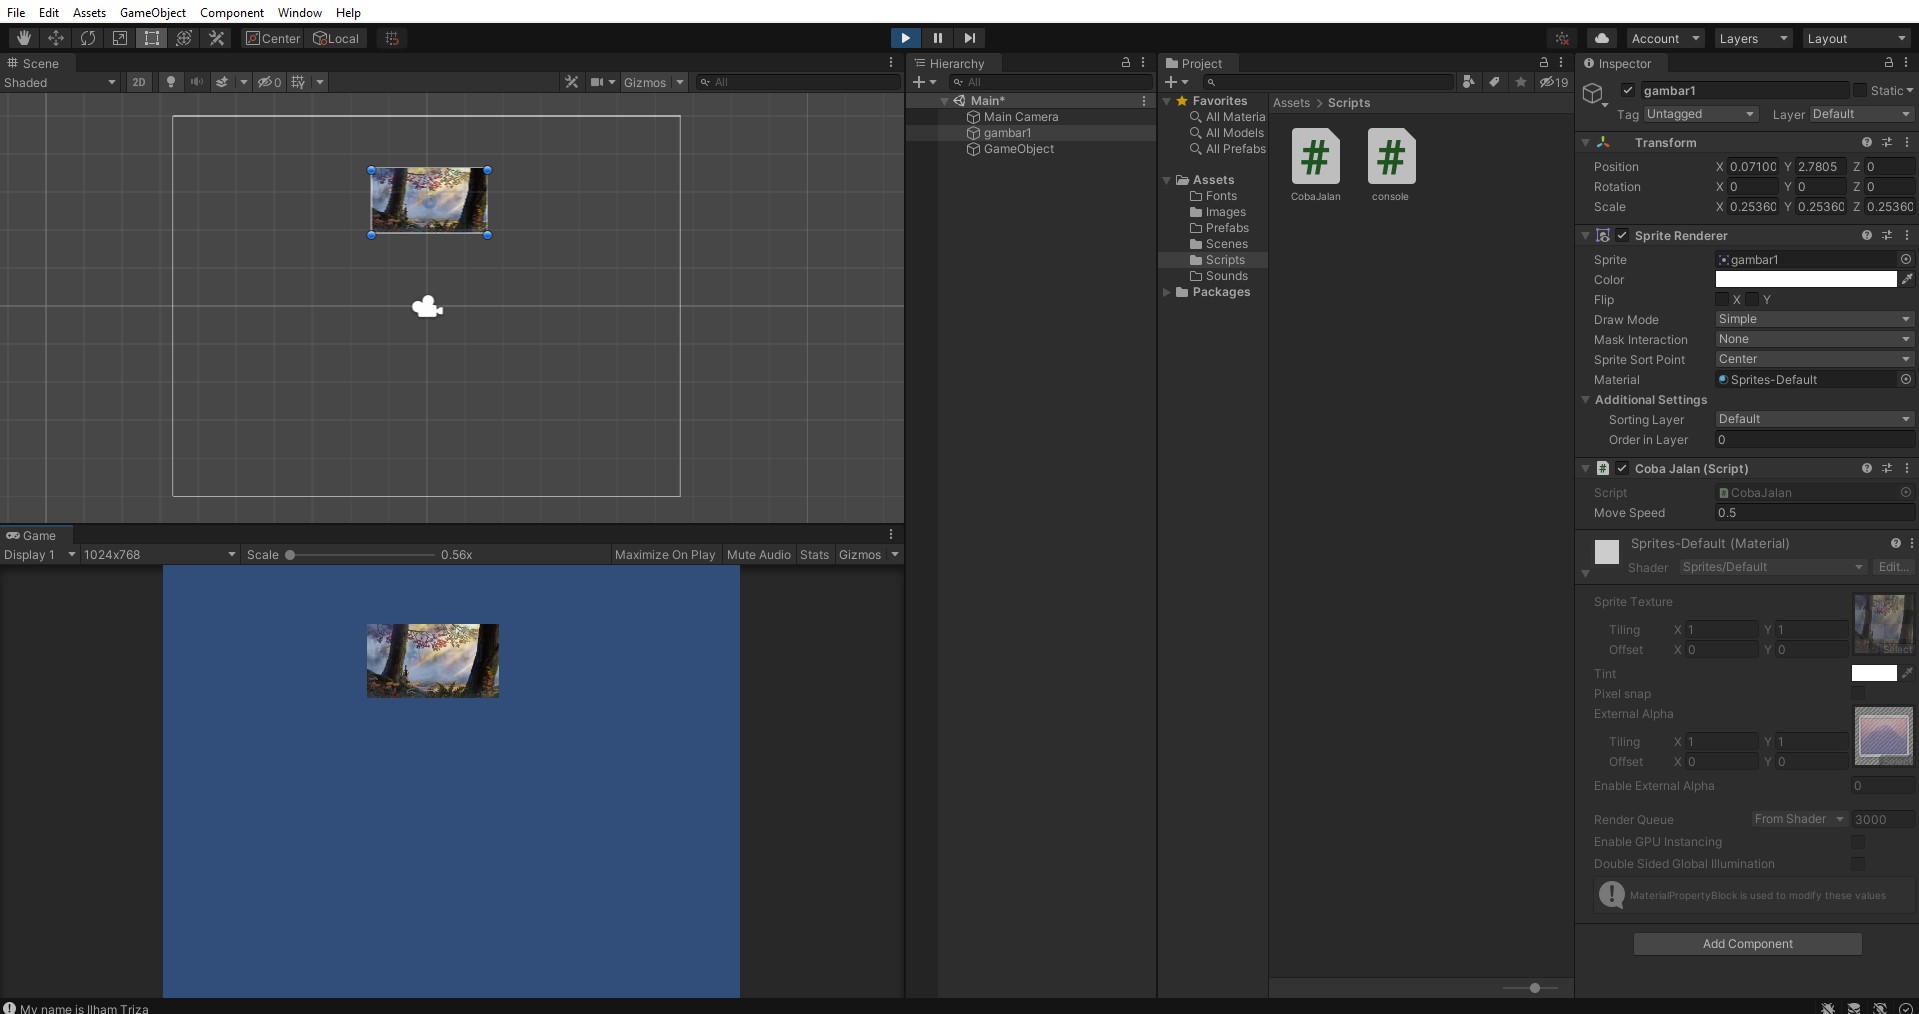 File Edit Assets GameObject Component Window Help
Center Local Account Layers Layout
Scene
Shaded 2D 0 Gizmos All
Game
Display 1 1024x768 Scale 0.56x Maximize On Play Mute Audio Stats Gizmos
My name is Ilham Triza
Hierarchy
All
Main*
Main Camera
gambar1
GameObject
Project
19
Favorites
All Materia
All Models
All Prefabs
Assets
Fonts
Images
Prefabs
Scenes
Scripts
Sounds
Packages
Assets > Scripts
# #
CobaJalan console
Inspector
gambar1 Static
Tag Untagged Layer Default
Transform
Position X 0.07100 Y 2.7805 Z 0
Rotation X 0 Y 0 Z 0
Scale X 0.25360 Y 0.25360 Z 0.25360
Sprite Renderer
Sprite gambar1
Color
Flip X Y
Draw Mode Simple
Mask Interaction None
Sprite Sort Point Center
Material Sprites-Default
Additional Settings
Sorting Layer Default
Order in Layer 0
# Coba Jalan (Script)
Script CobaJalan
Move Speed 0.5
Sprites-Default (Material)
Shader Sprites/Default Edit...
Sprite Texture
Tiling X 1 Y 1
Offset X 0 Y 0 Select
Tint
Pixel snap
External Alpha
Tiling X 1 Y 1
Offset X 0 Y 0 Select
Enable External Alpha 0
Render Queue From Shader 3000
Enable GPU Instancing
Double Sided Global Illumination
MaterialPropertyBlock is used to modify these values
Add Component